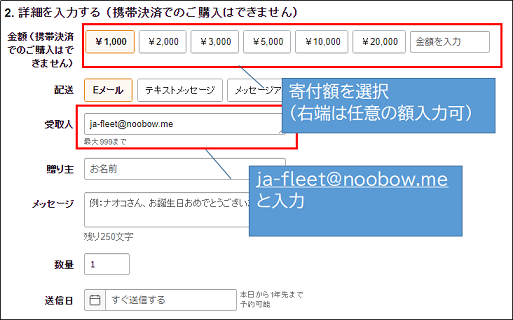 2. 詳細を入力する（携帯決済でのご購入はできません）
金額（携帯決済でのご購入はできません）
￥1,000 ￥2,000 ￥3,000 ￥5,000 ￥10,000 ￥20,000 金額を入力
寄付額を選択
（右端は任意の額入力可）
配送 Eメール テキストメッセージ メッセージア
受取人 ja-fleet@noobow.me
最大999まで
ja-fleet@noobow.me
と入力
贈り主 お名前
メッセージ 例：ナオコさん、お誕生日おめでとうござい
残り250文字
数量 1
送信日 すぐ送信する 本日から1年先まで
予約可能